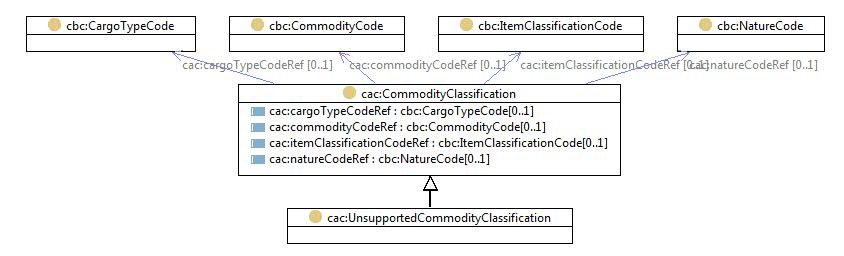 cbc:CargoTypeCode
cbc:CommodityCode
cbc:ItemClassificationCode
cbc:NatureCode
cac:cargoTypeCodeRef [0..1]
cac:commodityCodeRef [0..1]
cac:itemClassificationCodeRef [0..1]
cac:natureCodeRef [0..1]
cac:CommodityClassification
cac:cargoTypeCodeRef : cbc:CargoTypeCode[0..1]
cac:commodityCodeRef : cbc:CommodityCode[0..1]
cac:itemClassificationCodeRef : cbc:ItemClassificationCode[0..1]
cac:natureCodeRef : cbc:NatureCode[0..1]
cac:UnsupportedCommodityClassification